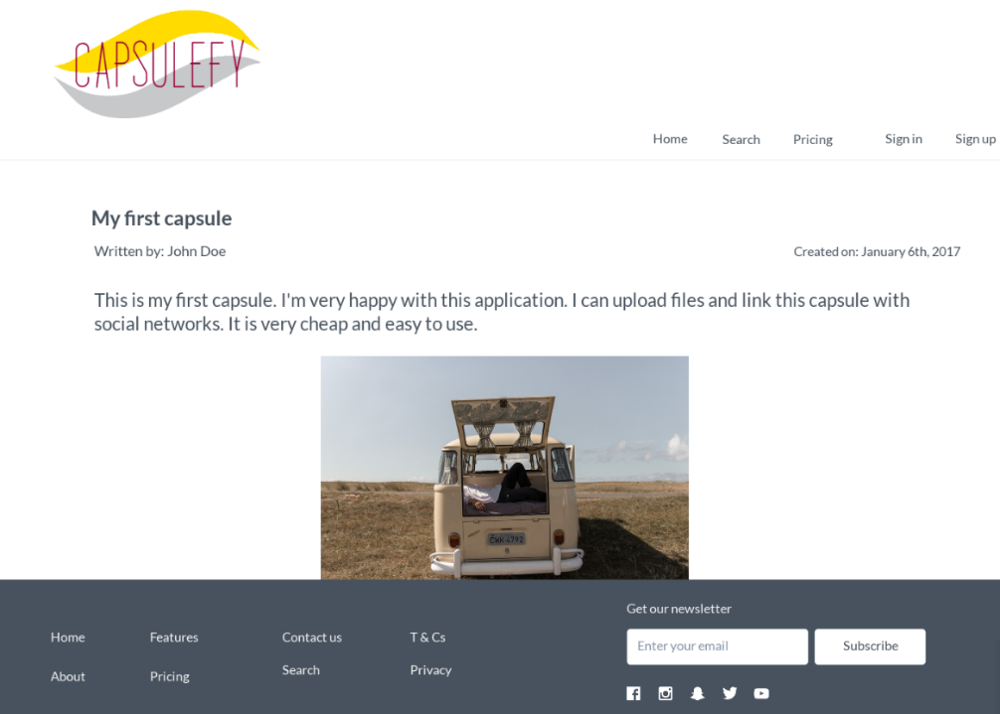 CAPSULEFY
Home Search Pricing Sign in Sign up
My first capsule
Written by: John Doe
Created on: January 6th, 2017
This is my first capsule. I'm very happy with this application. I can upload files and link this capsule with
social networks. It is very cheap and easy to use.
CWH 4792
Get our newsletter
Home Features Contact us T & Cs
Enter your email Subscribe
About Pricing Search Privacy